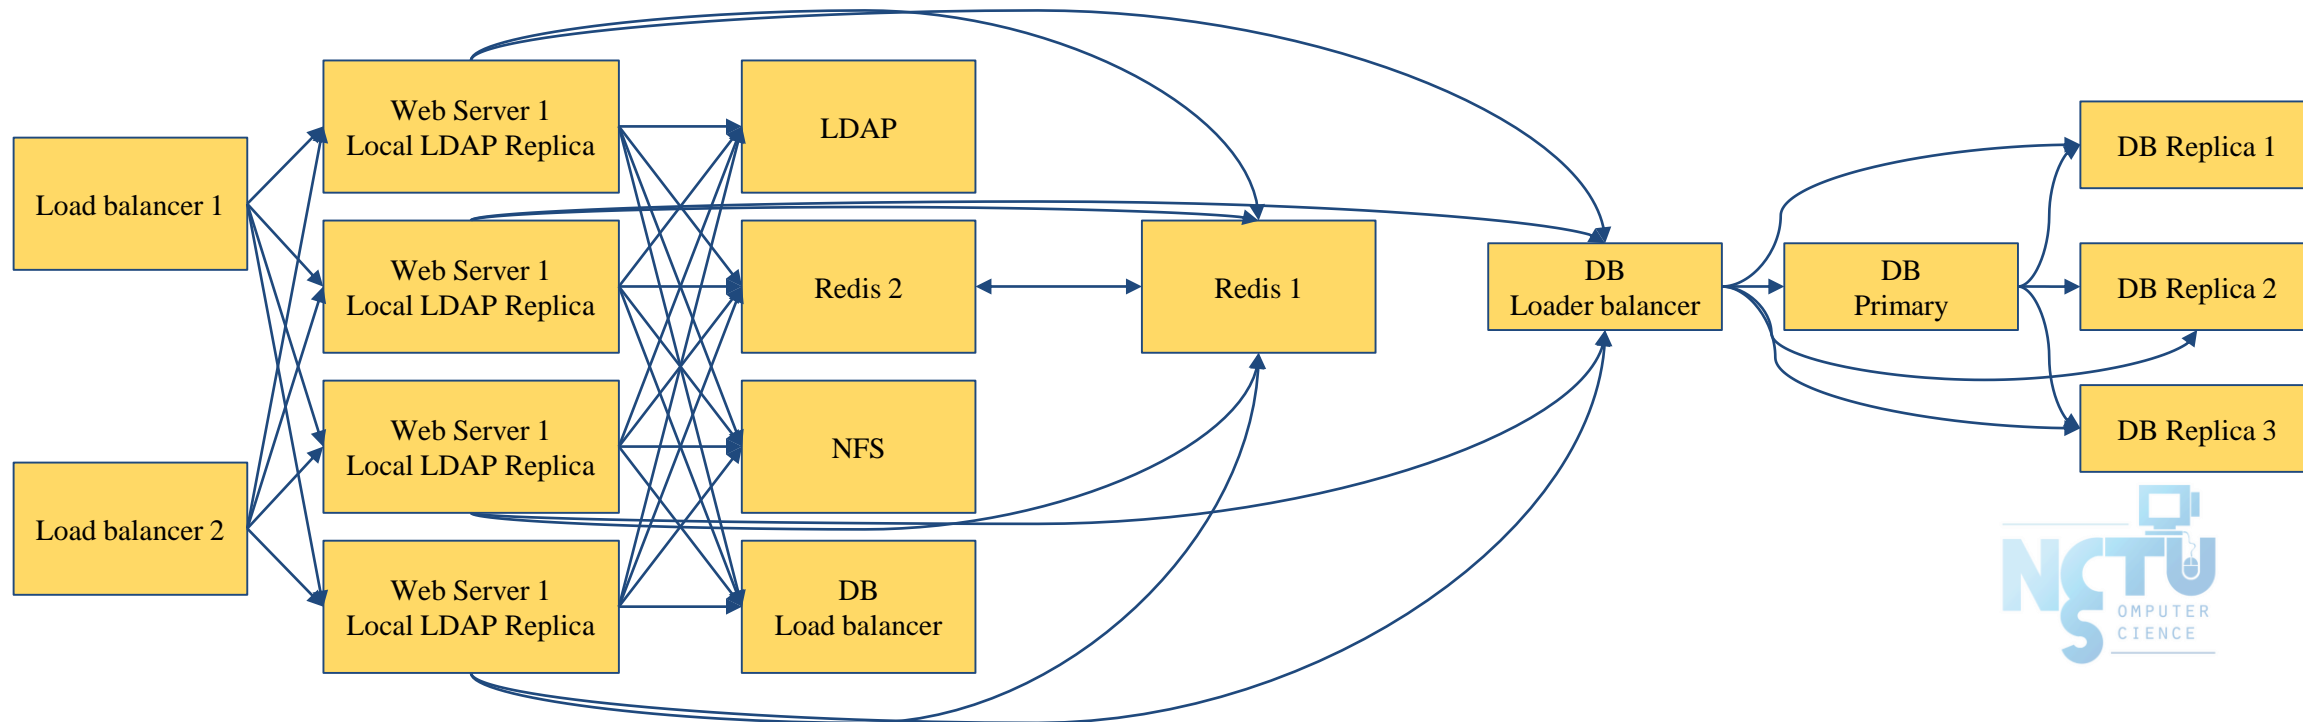 Load balancer 1
Load balancer 2
Web Server 1
Local LDAP Replica
Web Server 1
Local LDAP Replica
Web Server 1
Local LDAP Replica
Web Server 1
Local LDAP Replica
LDAP
Redis 2
NFS
DB
Load balancer
Redis 1
DB
Loader balancer
DB
Primary
DB Replica 1
DB Replica 2
DB Replica 3
NCTU
OMPUTER
S CIENCE